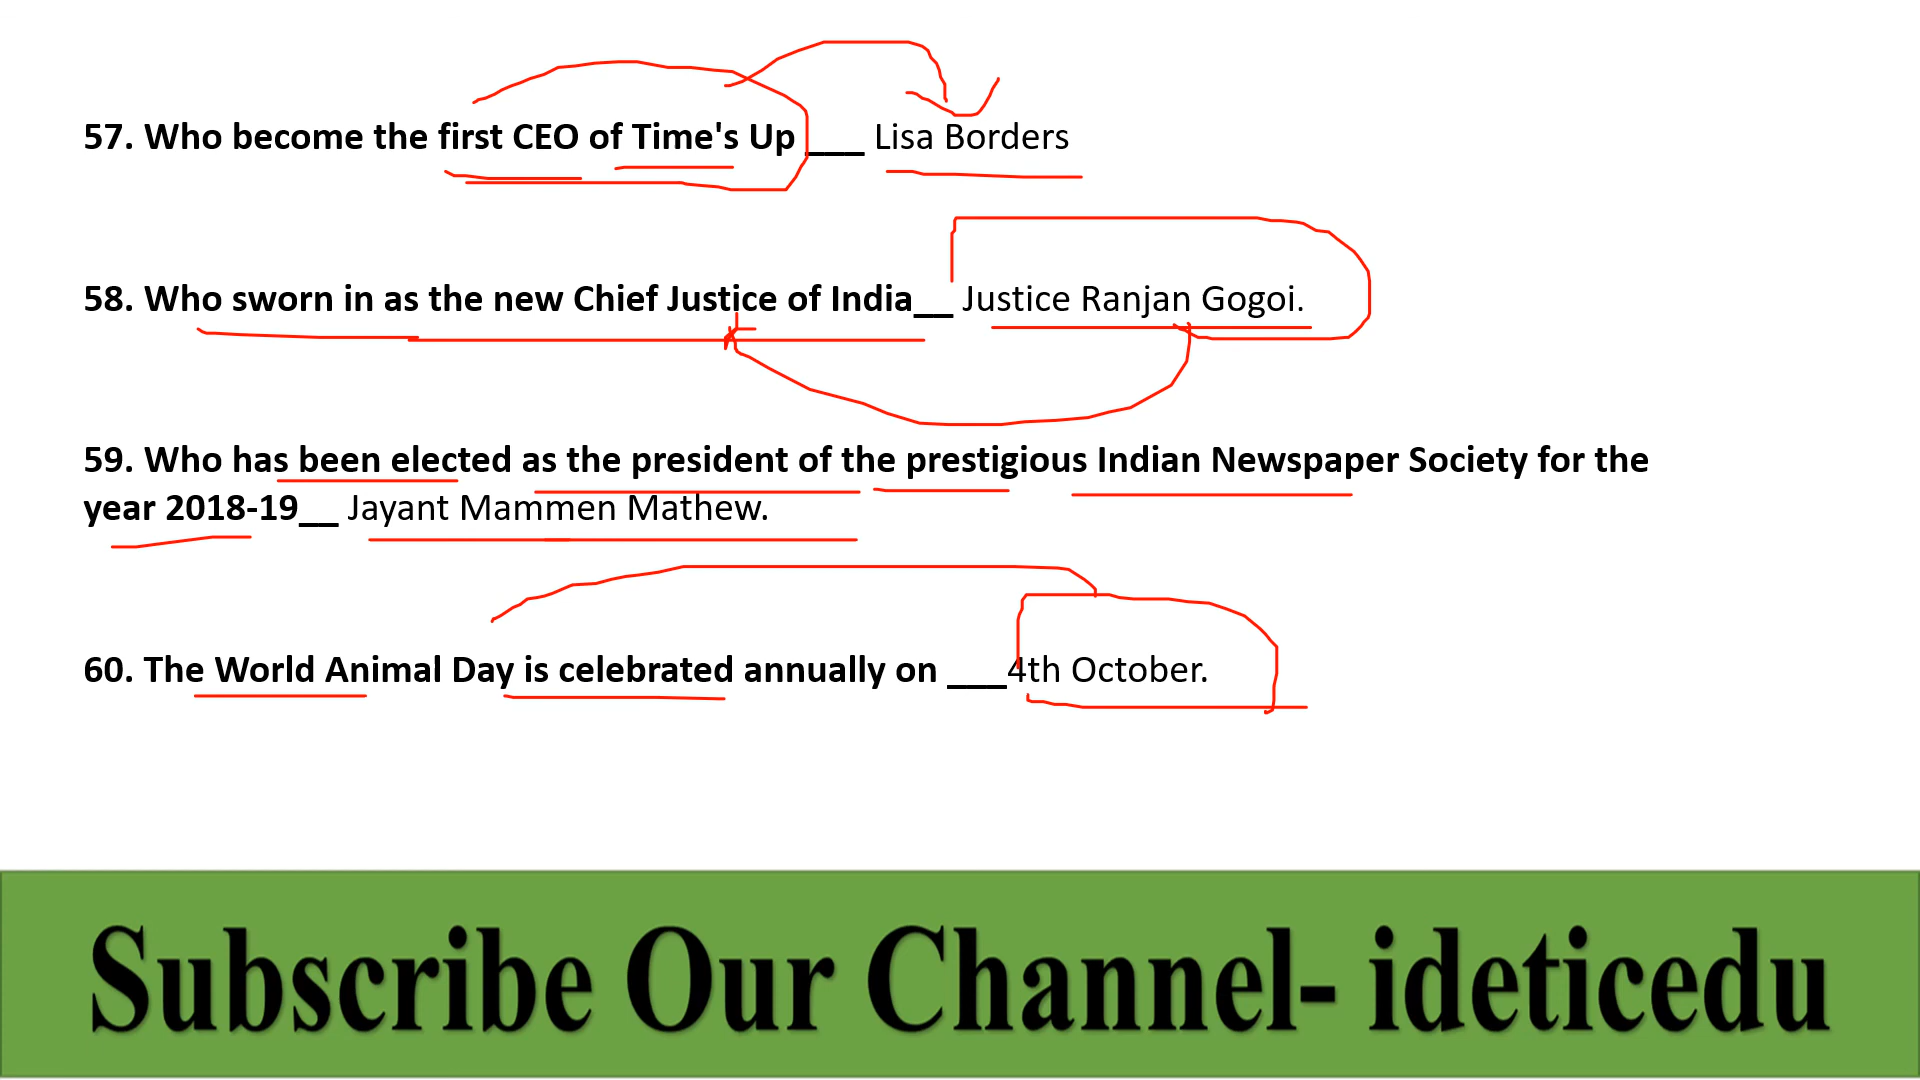 57. Who become the first CEO of Time's Up ___ Lisa Borders
58. Who sworn in as the new Chief Justice of India__ Justice Ranjan Gogoi.
59. Who has been elected as the president of the prestigious Indian Newspaper Society for the
year 2018-19__ Jayant Mammen Mathew.
60. The World Animal Day is celebrated annually on ___4th October.
Subscribe Our Channel- ideticedu